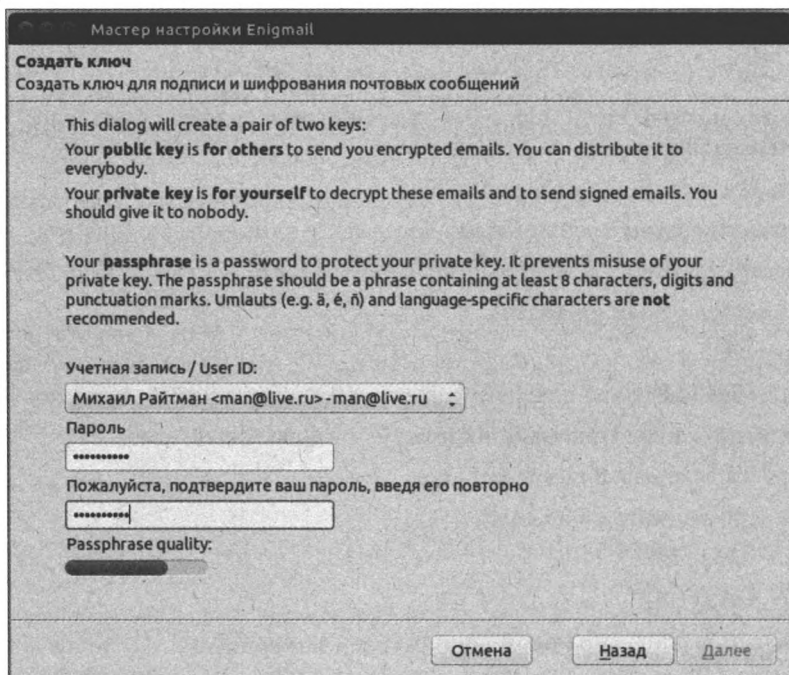 Мастер настройки Enigmail
Создать ключ
Создать ключ для подписи и шифрования почтовых сообщений
This dialog will create a pair of two keys:
Your public key is for others to send you encrypted emails. You can distribute it to
everybody.
Your private key is for yourself to decrypt these emails and to send signed emails. You
should give it to nobody.
Your passphrase is a password to protect your private key. It prevents misuse of your
private key. The passphrase should be a phrase containing at least 8 characters, digits and
punctuation marks. Umlauts (e.g. ä, é, ñ) and language-specific characters are not
recommended.
Учетная запись / User ID:
Михаил Райтман <man@live.ru> - man@live.ru
Пароль
••••••••••
Пожалуйста, подтвердите ваш пароль, введя его повторно
••••••••••
Passphrase quality:
Отмена Назад Далее